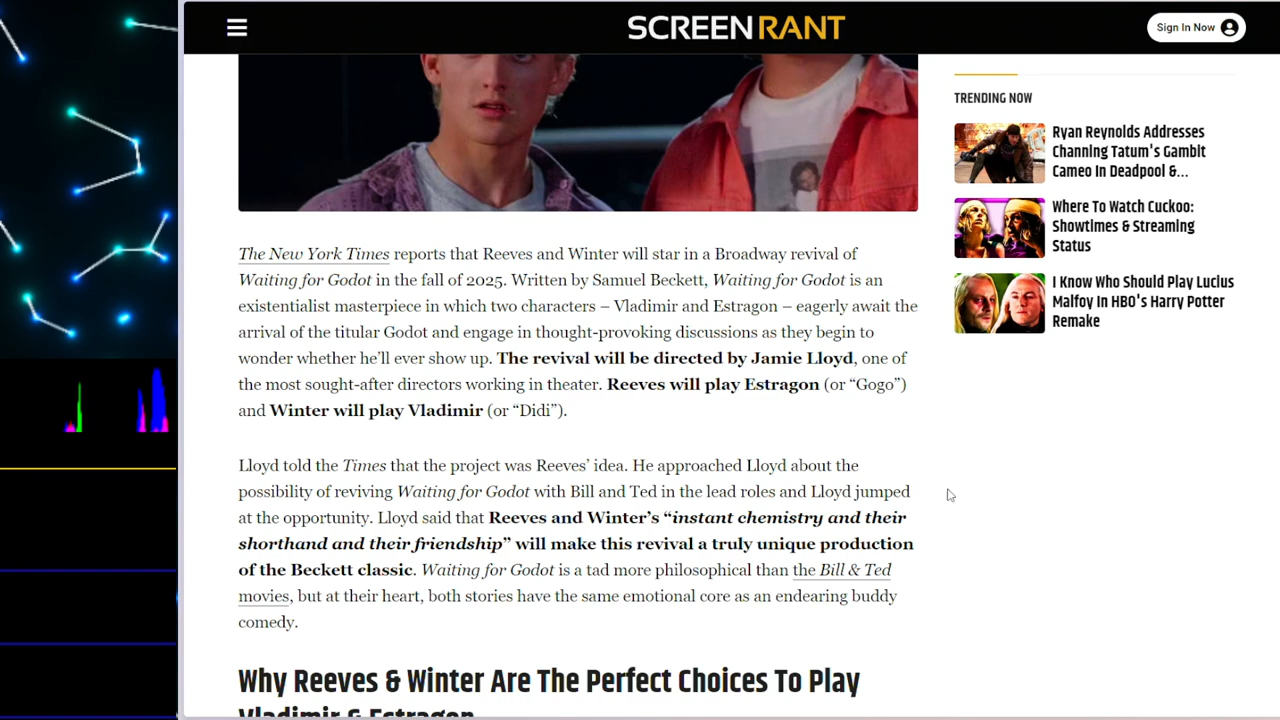 SCREENRANT
Sign In Now
The New York Times reports that Reeves and Winter will star in a Broadway revival of
Waiting for Godot in the fall of 2025. Written by Samuel Beckett, Waiting for Godot is an
existentialist masterpiece in which two characters – Vladimir and Estragon – eagerly await the
arrival of the titular Godot and engage in thought-provoking discussions as they begin to
wonder whether he’ll ever show up. The revival will be directed by Jamie Lloyd, one of
the most sought-after directors working in theater. Reeves will play Estragon (or “Gogo”)
and Winter will play Vladimir (or “Didi”).
Lloyd told the Times that the project was Reeves’ idea. He approached Lloyd about the
possibility of reviving Waiting for Godot with Bill and Ted in the lead roles and Lloyd jumped
at the opportunity. Lloyd said that Reeves and Winter’s “instant chemistry and their
shorthand and their friendship” will make this revival a truly unique production
of the Beckett classic. Waiting for Godot is a tad more philosophical than the Bill & Ted
movies, but at their heart, both stories have the same emotional core as an endearing buddy
comedy.
Why Reeves & Winter Are The Perfect Choices To Play
Vladimir & Estragon
TRENDING NOW
Ryan Reynolds Addresses
Channing Tatum's Gambit
Cameo In Deadpool &...
Where To Watch Cuckoo:
Showtimes & Streaming
Status
I Know Who Should Play Lucius
Malfoy In HBO's Harry Potter
Remake